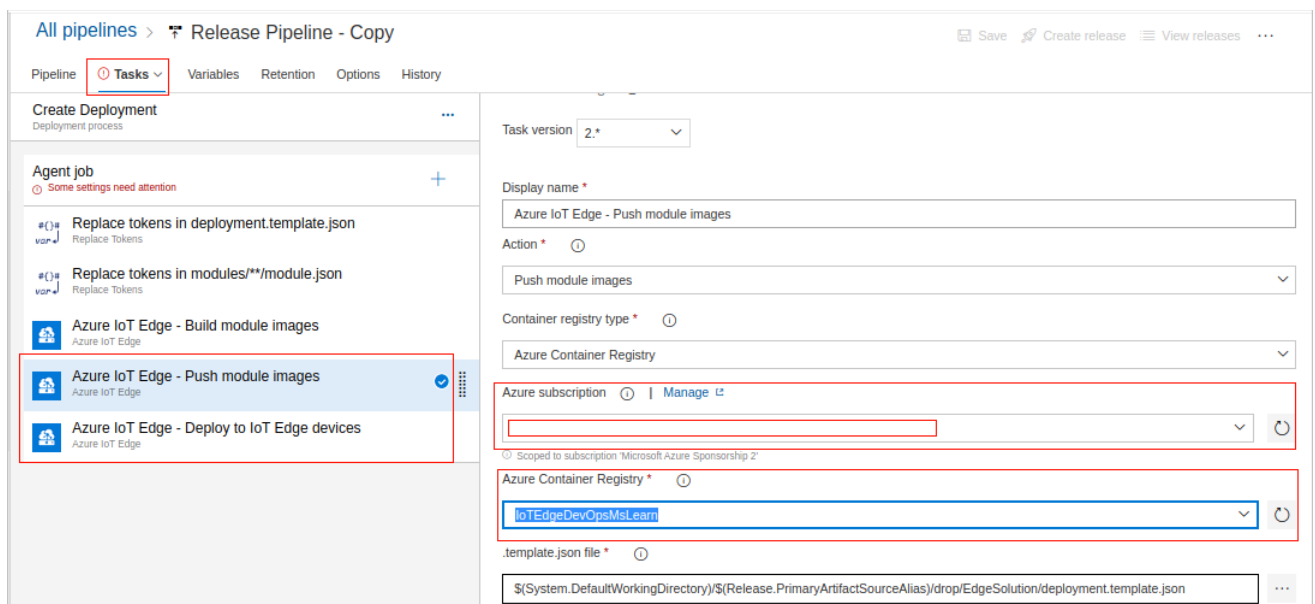 All pipelines > Release Pipeline - Copy
Save Create release View releases ...
Pipeline Tasks Variables Retention Options History
Create Deployment
Deployment process
...
Agent job
Some settings need attention
Replace tokens in deployment.template.json
Replace Tokens
Replace tokens in modules/**/module.json
Replace Tokens
Azure IoT Edge - Build module images
Azure IoT Edge
Azure IoT Edge - Push module images
Azure IoT Edge
Azure IoT Edge - Deploy to IoT Edge devices
Azure IoT Edge
Task version 2.*
Display name *
Azure IoT Edge - Push module images
Action *
Push module images
Container registry type *
Azure Container Registry
Azure subscription | Manage
Scoped to subscription 'Microsoft Azure Sponsorship 2'
Azure Container Registry *
IoTEdgeDevOpsMsLearn
.template.json file *
$(System.DefaultWorkingDirectory)/$(Release.PrimaryArtifactSourceAlias)/drop/EdgeSolution/deployment.template.json
...